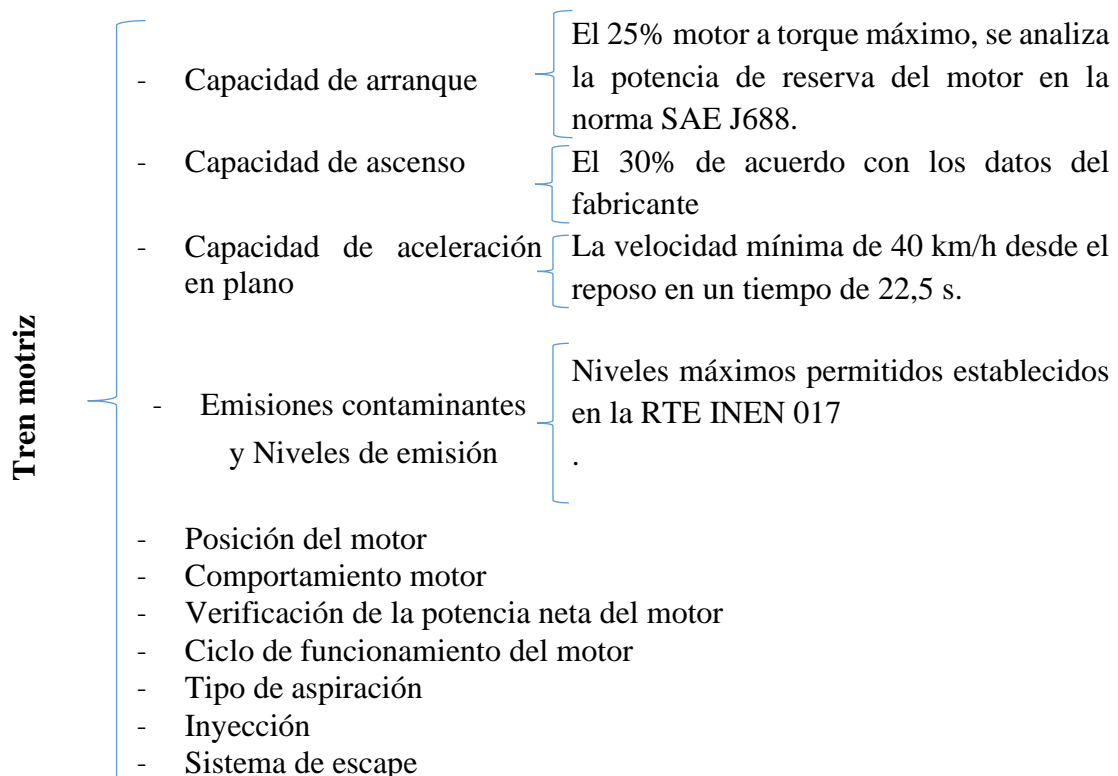 Tren motriz
- Capacidad de arranque
El 25% motor a torque máximo, se analiza
la potencia de reserva del motor en la
norma SAE J688.
- Capacidad de ascenso
El 30% de acuerdo con los datos del
fabricante
- Capacidad de aceleración
en plano
La velocidad mínima de 40 km/h desde el
reposo en un tiempo de 22,5 s.
- Emisiones contaminantes
y Niveles de emisión
Niveles máximos permitidos establecidos
en la RTE INEN 017
.
- Posición del motor
- Comportamiento motor
- Verificación de la potencia neta del motor
- Ciclo de funcionamiento del motor
- Tipo de aspiración
- Inyección
- Sistema de escape